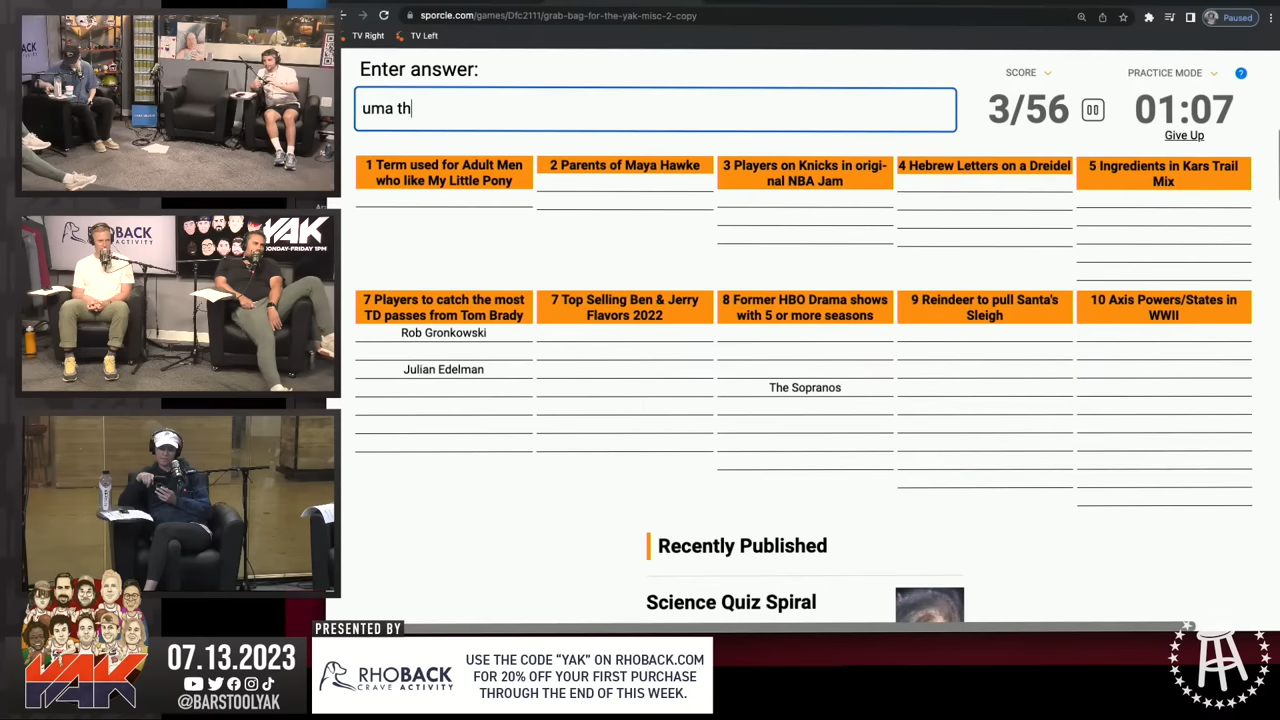 sporcle.com/games/Dfc2111/grab-bag-for-the-yak-misc-2-copy
Paused
TV Right
TV Left
Enter answer:
uma th
SCORE
3/56
PRACTICE MODE
?
01:07
Give Up
1 Term used for Adult Men
who like My Little Pony
2 Parents of Maya Hawke
3 Players on Knicks in origi-
nal NBA Jam
4 Hebrew Letters on a Dreidel
5 Ingredients in Kars Trail
Mix
7 Players to catch the most
TD passes from Tom Brady
Rob Gronkowski
Julian Edelman
7 Top Selling Ben & Jerry
Flavors 2022
8 Former HBO Drama shows
with 5 or more seasons
The Sopranos
9 Reindeer to pull Santa's
Sleigh
10 Axis Powers/States in
WWII
Recently Published
Science Quiz Spiral
BACK
ACTIVITY
RHOBACK
CRAVE ACTIVITY
YAK
MONDAY-FRIDAY 1PM
YAK
07.13.2023
@BARSTOOLYAK
PRESENTED BY
RHOBACK
CRAVE ACTIVITY
USE THE CODE “YAK” ON RHOBACK.COM
FOR 20% OFF YOUR FIRST PURCHASE
THROUGH THE END OF THIS WEEK.